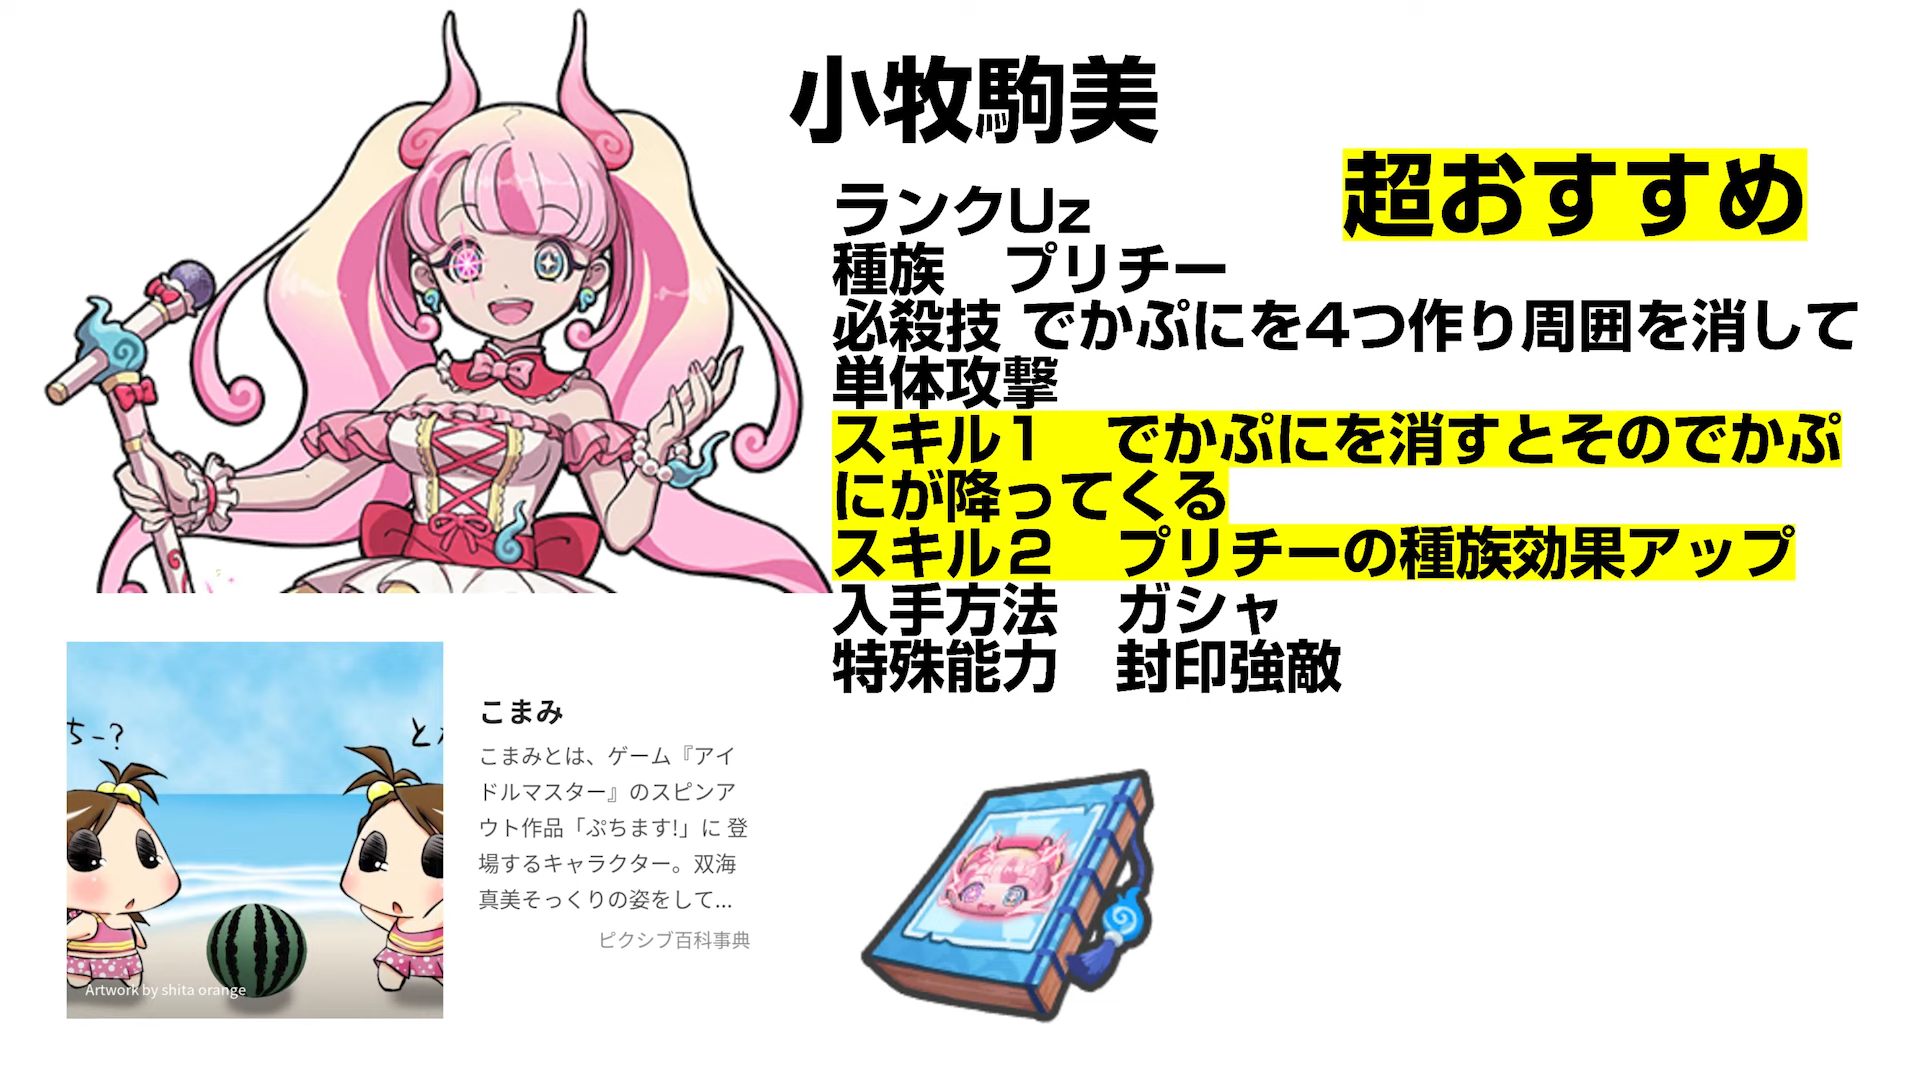 小牧駒美
超おすすめ
ランクUz
種族　プリチー
必殺技 でかぷにを4つ作り周囲を消して
単体攻撃
スキル１　でかぷにを消すとそのでかぷ
にが降ってくる
スキル２　プリチーの種族効果アップ
入手方法　ガシャ
特殊能力　封印強敵
ち-?
こまみ
こまみとは、ゲーム『アイ
ドルマスター』のスピンア
ウト作品「ぷちます!」に 登
場するキャラクター。双海
真美そっくりの姿をして...
ピクシブ百科事典
Artwork by shita orange